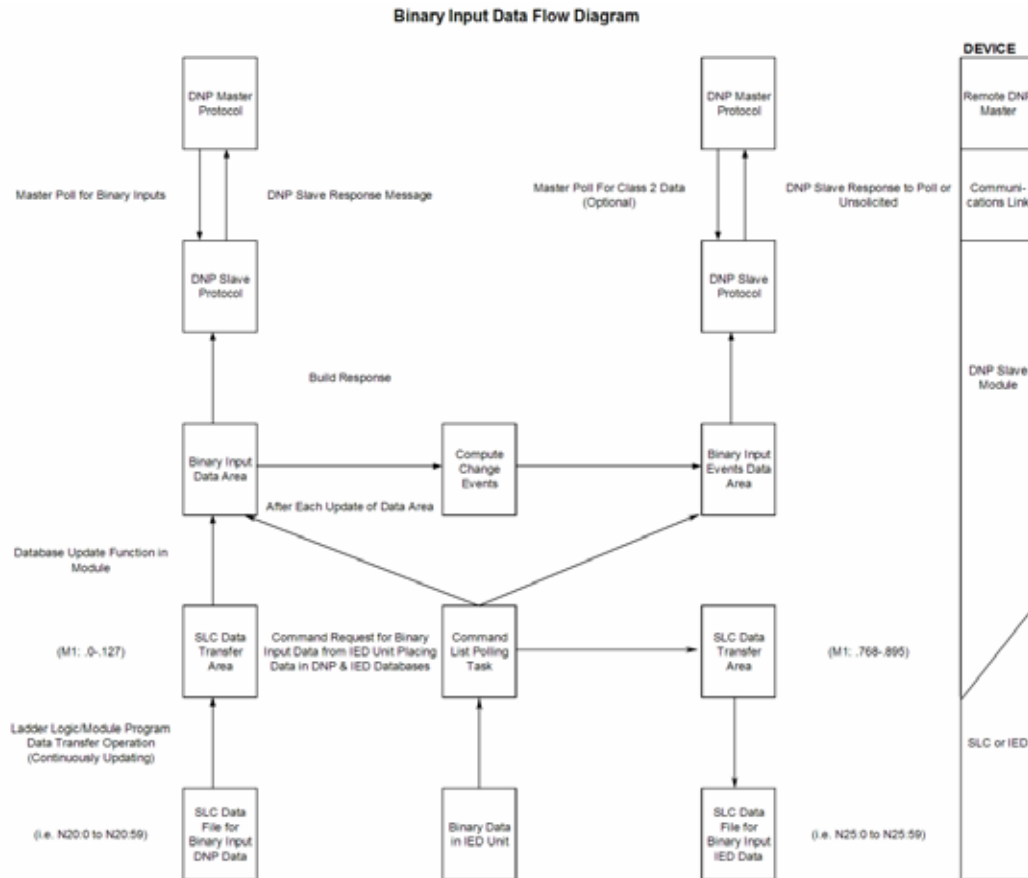 Binary Input Data Flow Diagram
DEVICE
DNP Master
Protocol
DNP Master
Protocol
Remote DNP
Master
Master Poll for Binary Inputs
DNP Slave Response Message
Master Poll For Class 2 Data
(Optional)
DNP Slave Response to Poll or
Unsolicited
Communi-
cations Link
DNP Slave
Protocol
DNP Slave
Protocol
Build Response
DNP Slave
Module
Binary Input
Data Area
Compute
Change
Events
Binary Input
Events Data
Area
After Each Update of Data Area
Database Update Function in
Module
(M1: .0-.127)
SLC Data
Transfer
Area
Command Request for Binary
Input Data from IED Unit Placing
Data in DNP & IED Databases
Command
List Polling
Task
SLC Data
Transfer
Area
(M1: .768-.895)
Ladder Logic/Module Program
Data Transfer Operation
(Continuously Updating)
SLC or IED
(i.e. N20:0 to N20:59)
SLC Data
File for
Binary Input
DNP Data
Binary Data
in IED Unit
SLC Data
File for
Binary Input
IED Data
(i.e. N25:0 to N25:59)